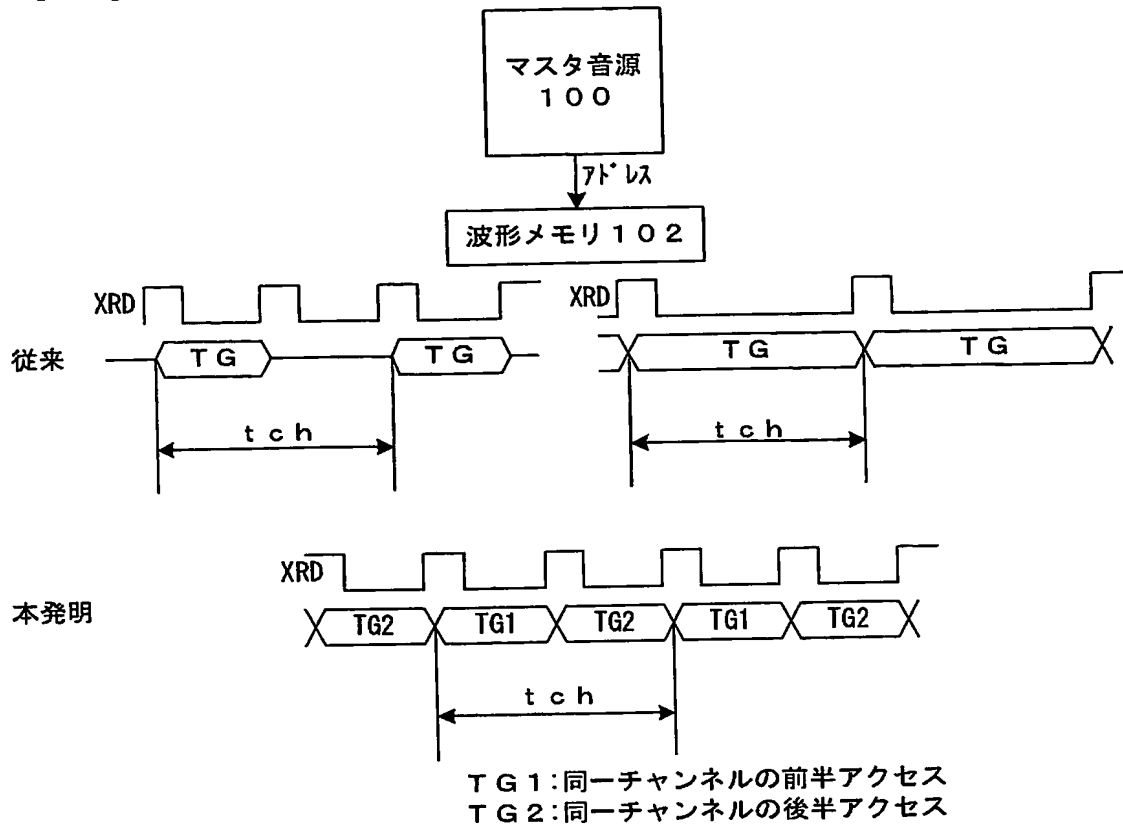 マスタ音源
１００
アドレス
波形メモリ１０２
XRD
XRD
従来
ＴＧ
ＴＧ
ＴＧ
ＴＧ
ｔｃｈ
ｔｃｈ
XRD
本発明
TG2
TG1
TG2
TG1
TG2
ｔｃｈ
ＴＧ１:同一チャンネルの前半アクセス
ＴＧ２:同一チャンネルの後半アクセス